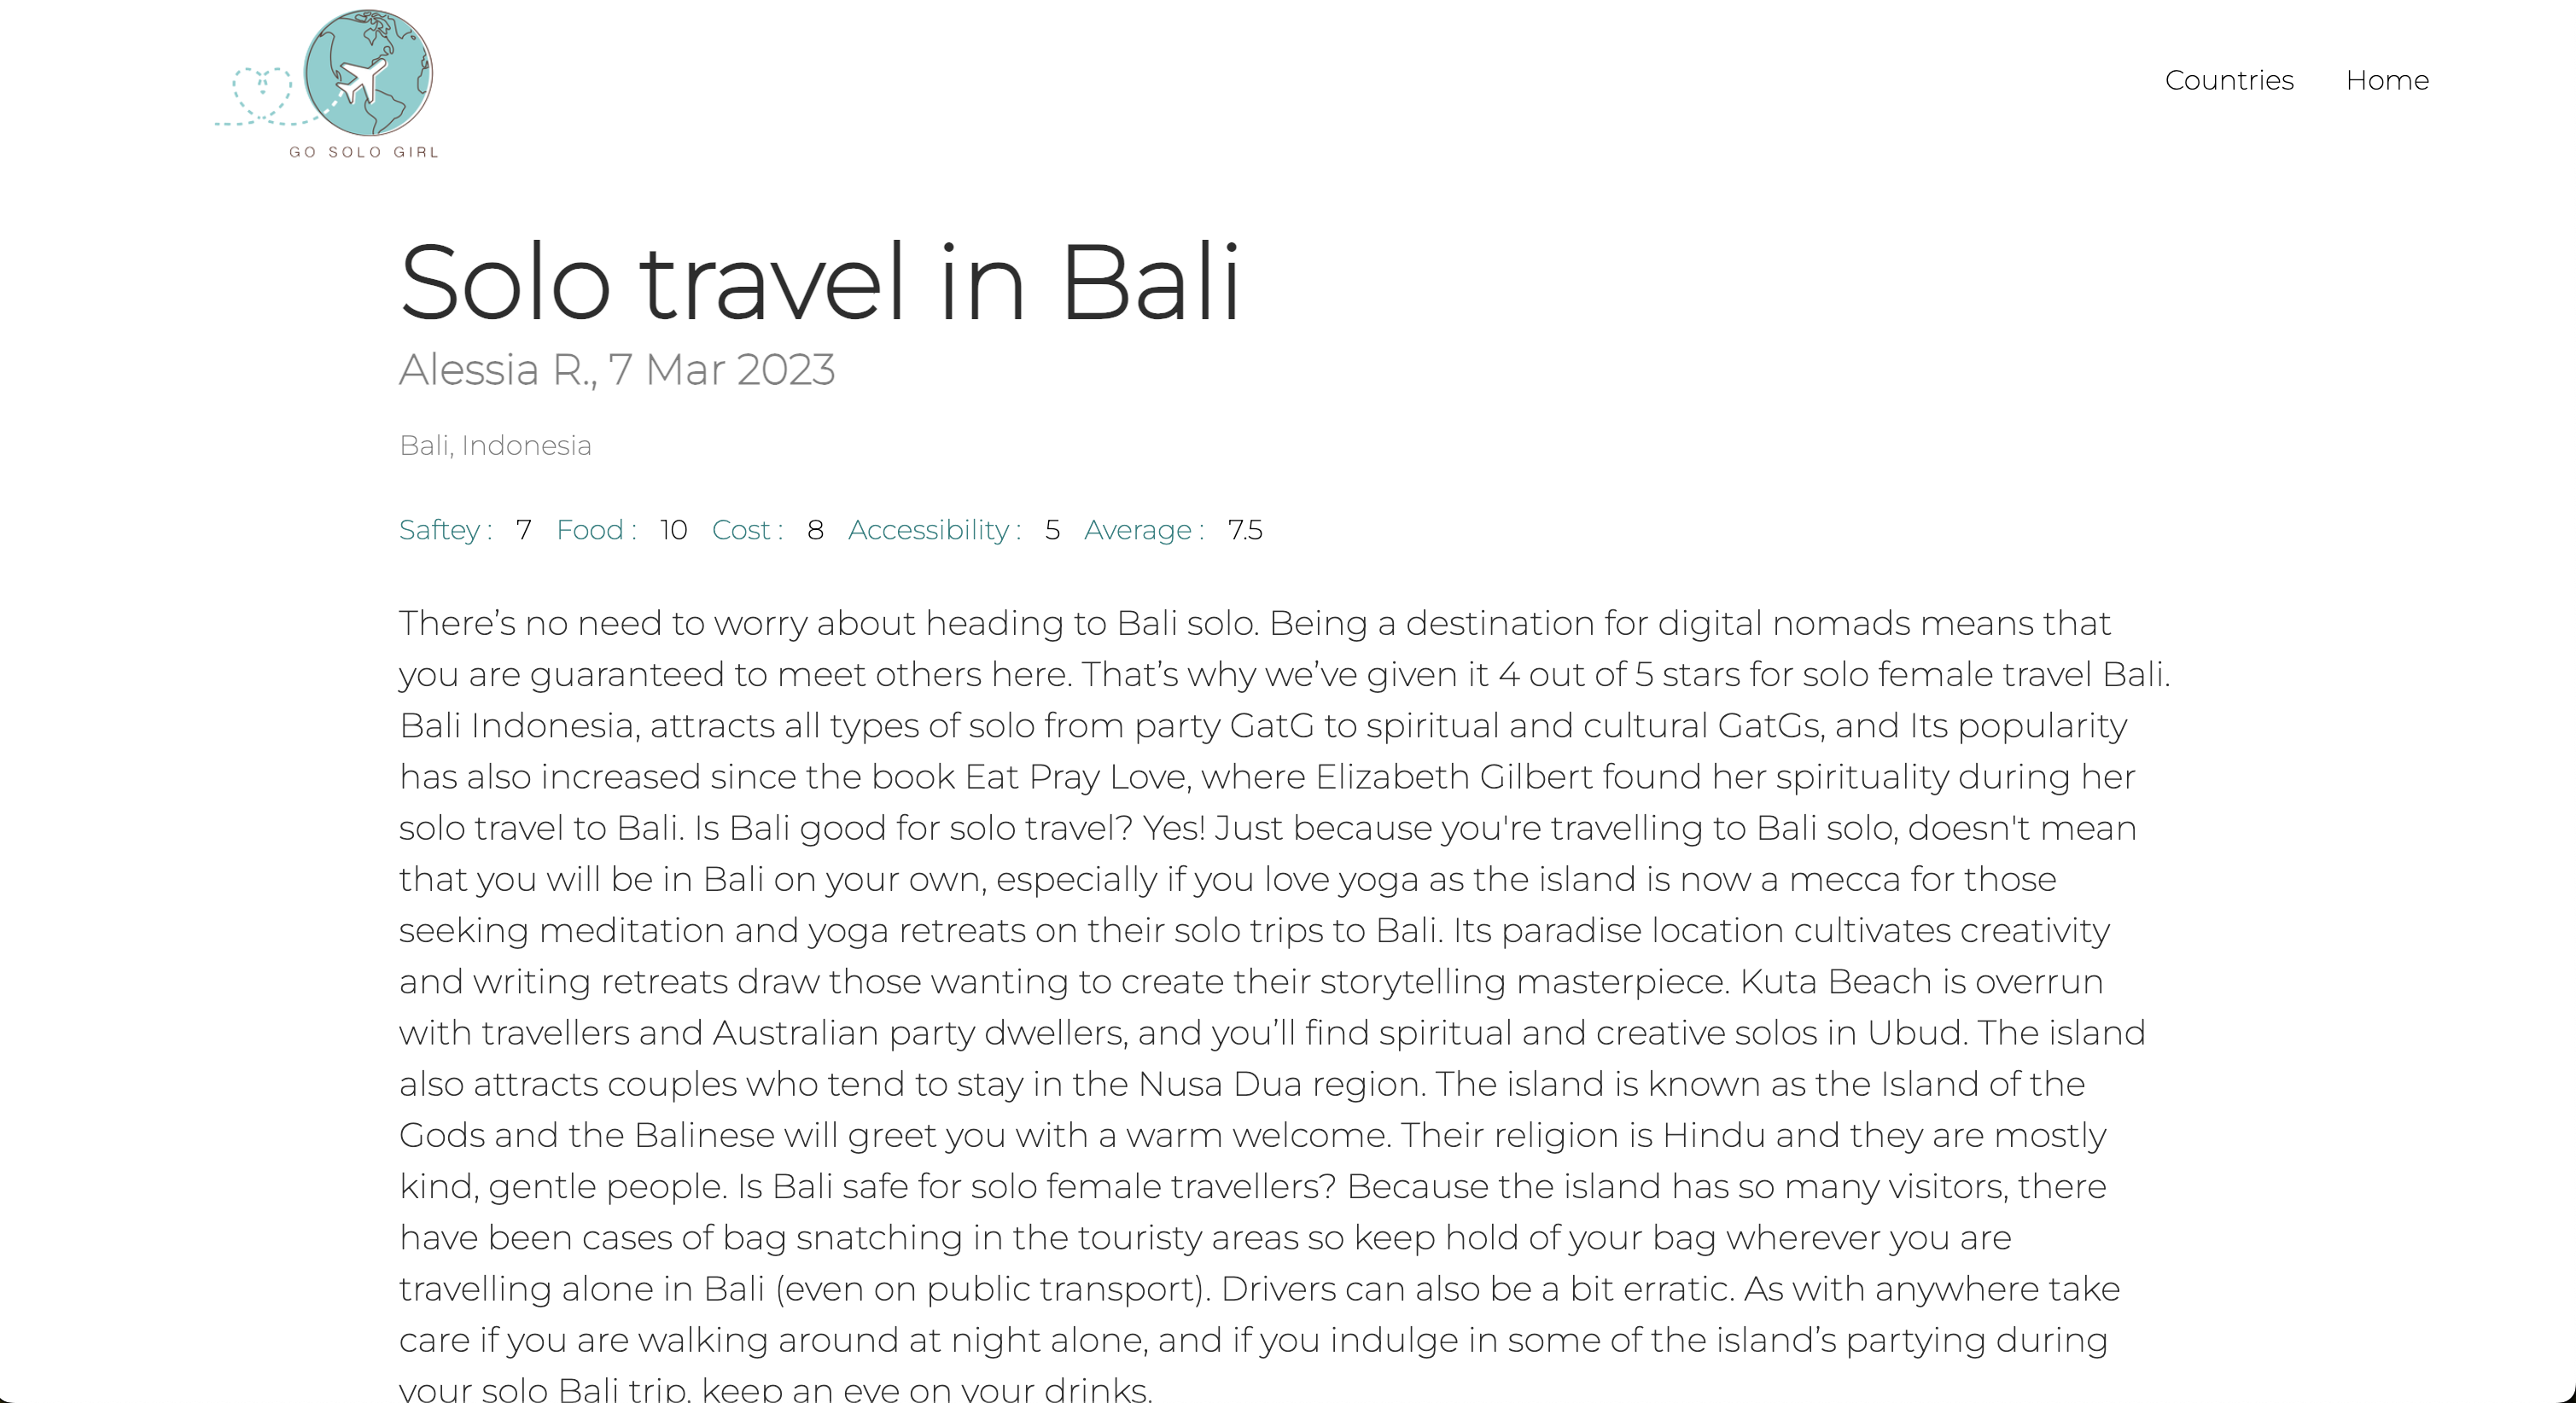 GO SOLO GIRL
Countries Home
Solo travel in Bali
Alessia R., 7 Mar 2023
Bali, Indonesia
Saftey : 7 Food : 10 Cost : 8 Accessibility : 5 Average : 7.5
There’s no need to worry about heading to Bali solo. Being a destination for digital nomads means that
you are guaranteed to meet others here. That’s why we’ve given it 4 out of 5 stars for solo female travel Bali.
Bali Indonesia, attracts all types of solo from party GatG to spiritual and cultural GatGs, and Its popularity
has also increased since the book Eat Pray Love, where Elizabeth Gilbert found her spirituality during her
solo travel to Bali. Is Bali good for solo travel? Yes! Just because you're travelling to Bali solo, doesn't mean
that you will be in Bali on your own, especially if you love yoga as the island is now a mecca for those
seeking meditation and yoga retreats on their solo trips to Bali. Its paradise location cultivates creativity
and writing retreats draw those wanting to create their storytelling masterpiece. Kuta Beach is overrun
with travellers and Australian party dwellers, and you’ll find spiritual and creative solos in Ubud. The island
also attracts couples who tend to stay in the Nusa Dua region. The island is known as the Island of the
Gods and the Balinese will greet you with a warm welcome. Their religion is Hindu and they are mostly
kind, gentle people. Is Bali safe for solo female travellers? Because the island has so many visitors, there
have been cases of bag snatching in the touristy areas so keep hold of your bag wherever you are
travelling alone in Bali (even on public transport). Drivers can also be a bit erratic. As with anywhere take
care if you are walking around at night alone, and if you indulge in some of the island’s partying during
your solo Bali trip, keep an eye on your drinks.